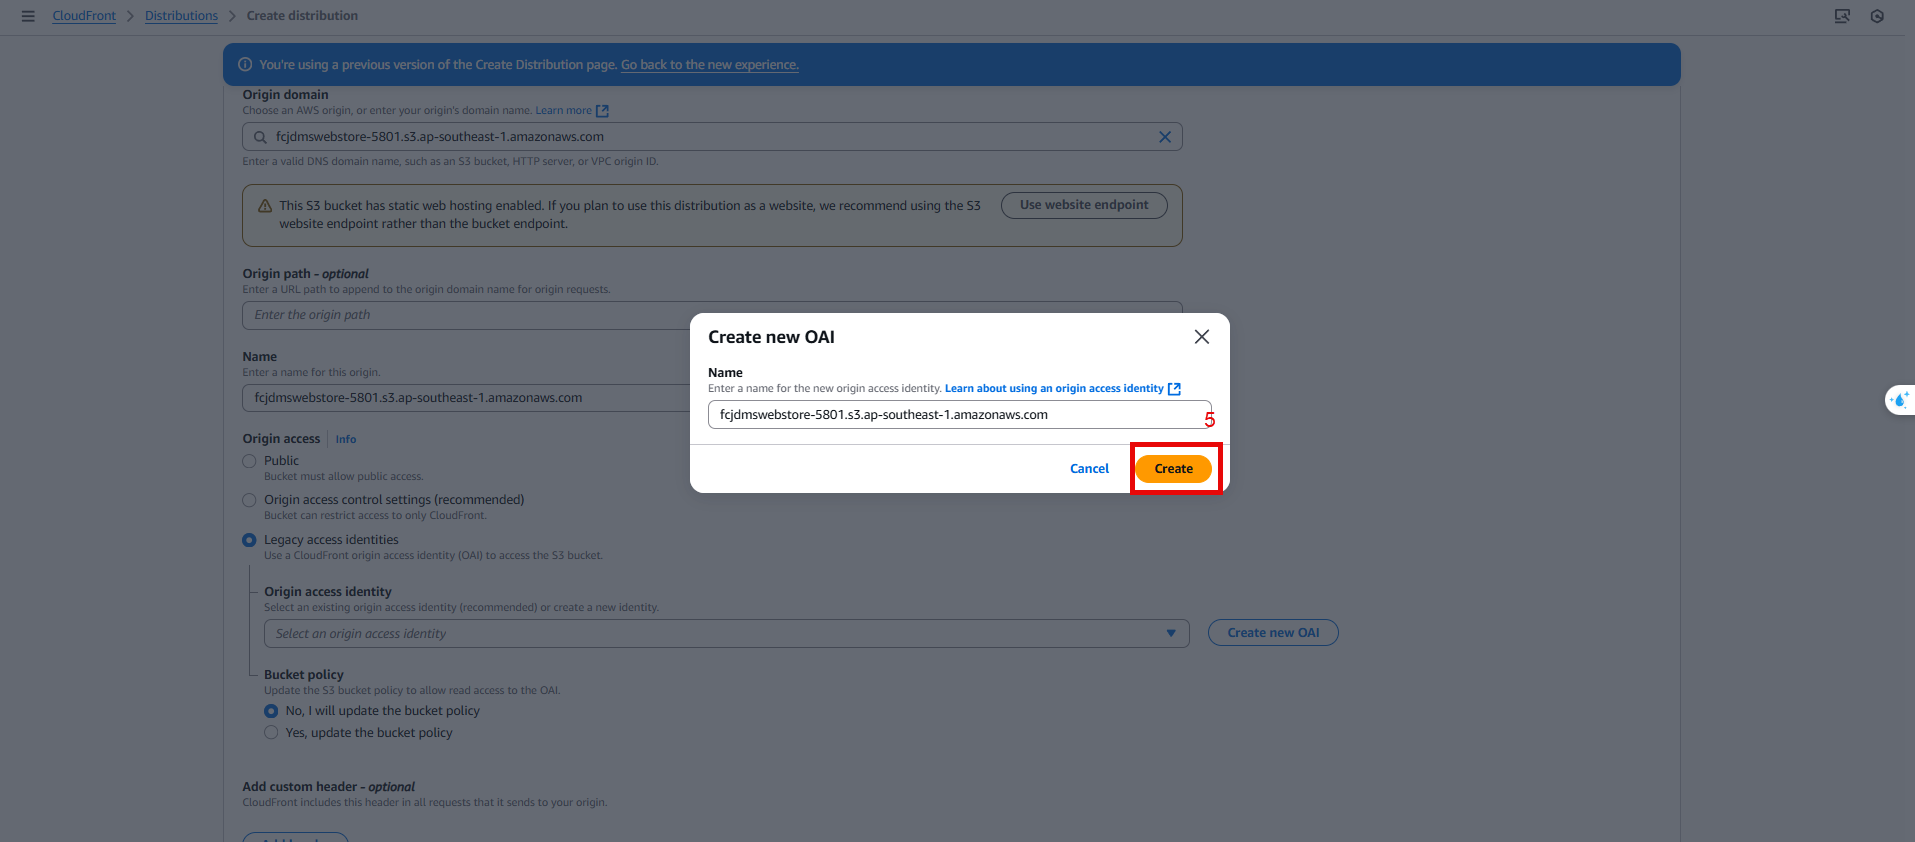 CloudFront > Distributions > Create distribution
You're using a previous version of the Create Distribution page. Go back to the new experience.
Origin domain
Choose an AWS origin, or enter your origin's domain name. Learn more
fcjdmswebstore-5801.s3.ap-southeast-1.amazonaws.com
Enter a valid DNS domain name, such as an S3 bucket, HTTP server, or VPC origin ID.
This S3 bucket has static web hosting enabled. If you plan to use this distribution as a website, we recommend using the S3
website endpoint rather than the bucket endpoint.
Use website endpoint
Origin path - optional
Enter a URL path to append to the origin domain name for origin requests.
Enter the origin path
Name
Enter a name for this origin.
fcjdmswebstore-5801.s3.ap-southeast-1.amazonaws.com
Create new OAI
Name
Enter a name for the new origin access identity. Learn about using an origin access identity
fcjdmswebstore-5801.s3.ap-southeast-1.amazonaws.com
5
Cancel
Create
Origin access Info
Public
Bucket must allow public access.
Origin access control settings (recommended)
Bucket can restrict access to only CloudFront.
Legacy access identities
Use a CloudFront origin access identity (OAI) to access the S3 bucket.
Origin access identity
Select an existing origin access identity (recommended) or create a new identity.
Select an origin access identity
Create new OAI
Bucket policy
Update the S3 bucket policy to allow read access to the OAI.
No, I will update the bucket policy
Yes, update the bucket policy
Add custom header - optional
CloudFront includes this header in all requests that it sends to your origin.